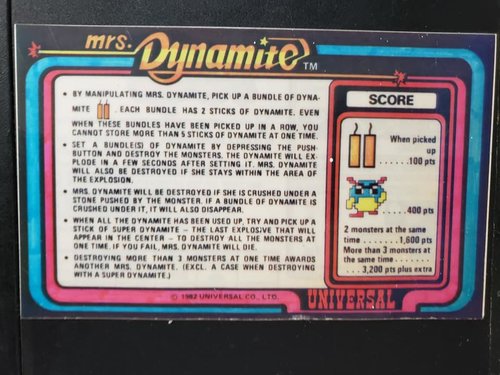 mrs. Dynamite TM
• BY MANIPULATING MRS. DYNAMITE, PICK UP A BUNDLE OF DYNA-
MITE . EACH BUNDLE HAS 2 STICKS OF DYNAMITE. EVEN
WHEN THESE BUNDLES HAVE BEEN PICKED UP IN A ROW, YOU
CANNOT STORE MORE THAN 5 STICKS OF DYNAMITE AT ONE TIME.
• SET A BUNDLE(S) OF DYNAMITE BY DEPRESSING THE PUSH-
BUTTON AND DESTROY THE MONSTERS. THE DYNAMITE WILL EX-
PLODE IN A FEW SECONDS AFTER SETTING IT. MRS. DYNAMITE
WILL ALSO BE DESTROYED IF SHE STAYS WITHIN THE AREA OF
THE EXPLOSION.
• MRS. DYNAMITE WILL BE DESTROYED IF SHE IS CRUSHED UNDER A
STONE PUSHED BY THE MONSTER. IF A BUNDLE OF DYNAMITE IS
CRUSHED UNDER IT, IT WILL ALSO DISAPPEAR.
• WHEN ALL THE DYNAMITE HAS BEEN USED UP, TRY AND PICK UP A
STICK OF SUPER DYNAMITE – THE LAST EXPLOSIVE THAT WILL
APPEAR IN THE CENTER – TO DESTROY ALL THE MONSTERS AT
ONE TIME. IF YOU FAIL, MRS. DYNAMITE WILL DIE.
• DESTROYING MORE THAN 3 MONSTERS AT ONE TIME AWARDS
ANOTHER MRS. DYNAMITE. (EXCL. A CASE WHEN DESTROYING
WITH A SUPER DYNAMITE.)
© 1982 UNIVERSAL CO., LTD.
SCORE
When picked
up
......100 pts
.....400 pts
2 monsters at the same
time ........1,600 pts
More than 3 monsters at
the same time ......
...3,200 pts plus extra
UNIVERSAL